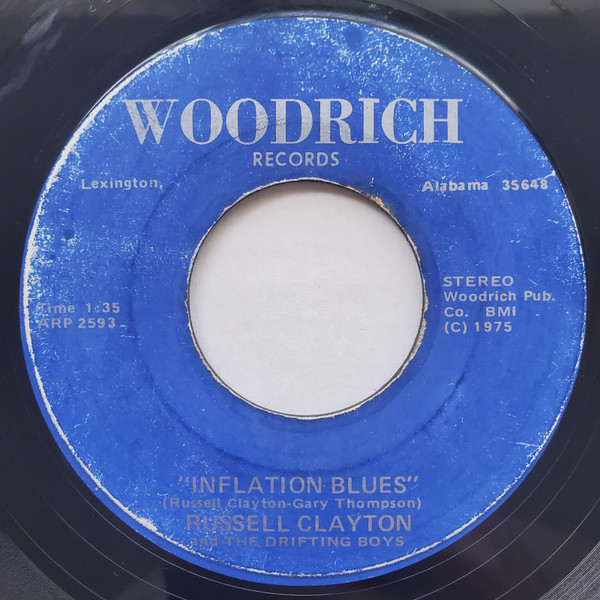 WOODRICH
RECORDS
Lexington, Alabama 35648
Time 1:35
ARP 2593
STEREO
Woodrich Pub.
Co. BMI
(C) 1975
"INFLATION BLUES"
(Russell Clayton-Gary Thompson)
RUSSELL CLAYTON
and THE DRIFTING BOYS